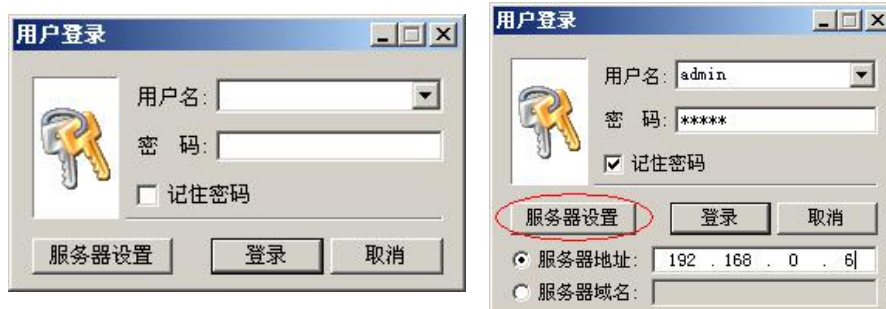 用户登录
用户名:
密 码:
记住密码
服务器设置 登录 取消
用户登录
用户名: admin
密 码: *****
记住密码
服务器设置 登录 取消
服务器地址: 192 . 168 . 0 . 6
服务器域名: